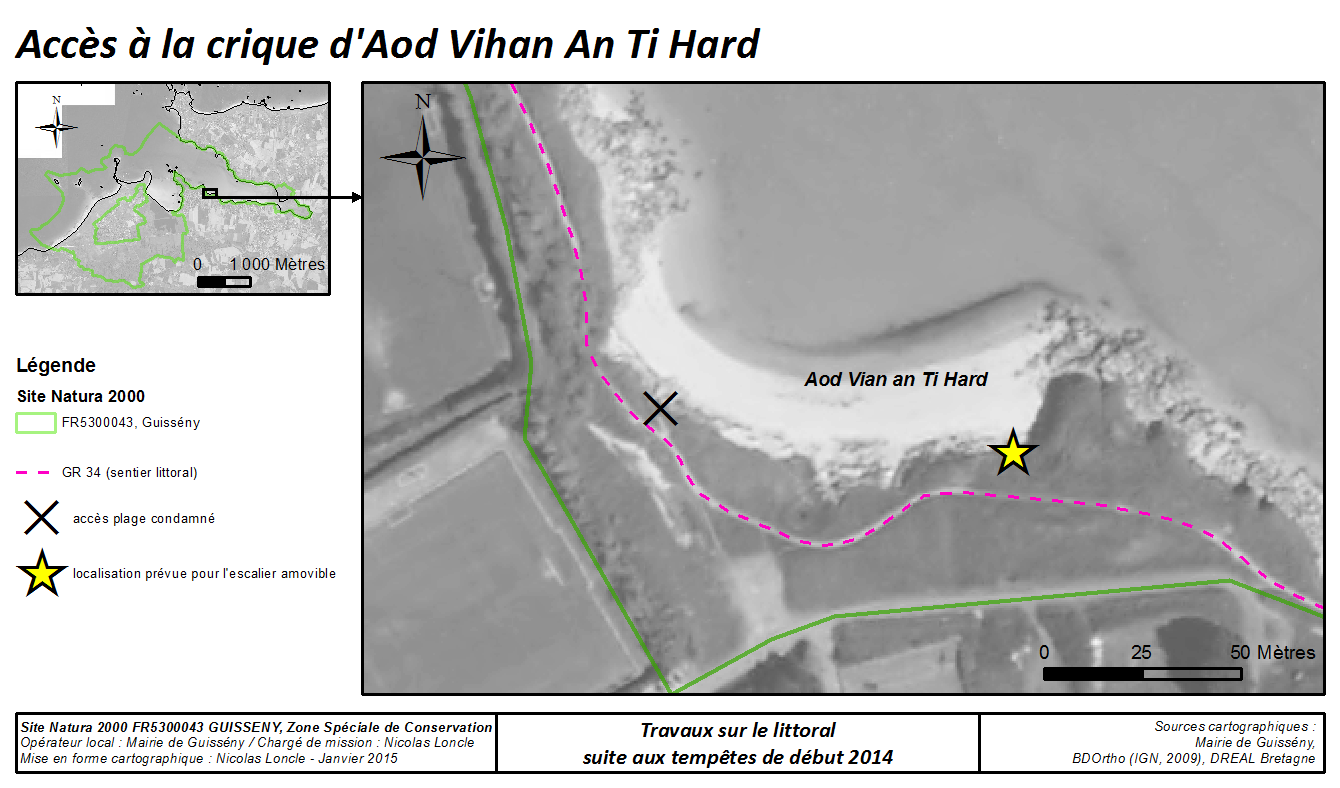 Accès à la crique d'Aod Vihan An Ti Hard
N
0 1 000 Mètres
N
Aod Vian an Ti Hard
0 25 50 Mètres
Légende
Site Natura 2000
FR5300043, Guissény
GR 34 (sentier littoral)
accès plage condamné
localisation prévue pour l'escalier amovible
Site Natura 2000 FR5300043 GUISSENY, Zone Spéciale de Conservation
Opérateur local : Mairie de Guissény / Chargé de mission : Nicolas Loncle
Mise en forme cartographique : Nicolas Loncle - Janvier 2015
Travaux sur le littoral
suite aux tempêtes de début 2014
Sources cartographiques :
Mairie de Guissény,
BDOrtho (IGN, 2009), DREAL Bretagne